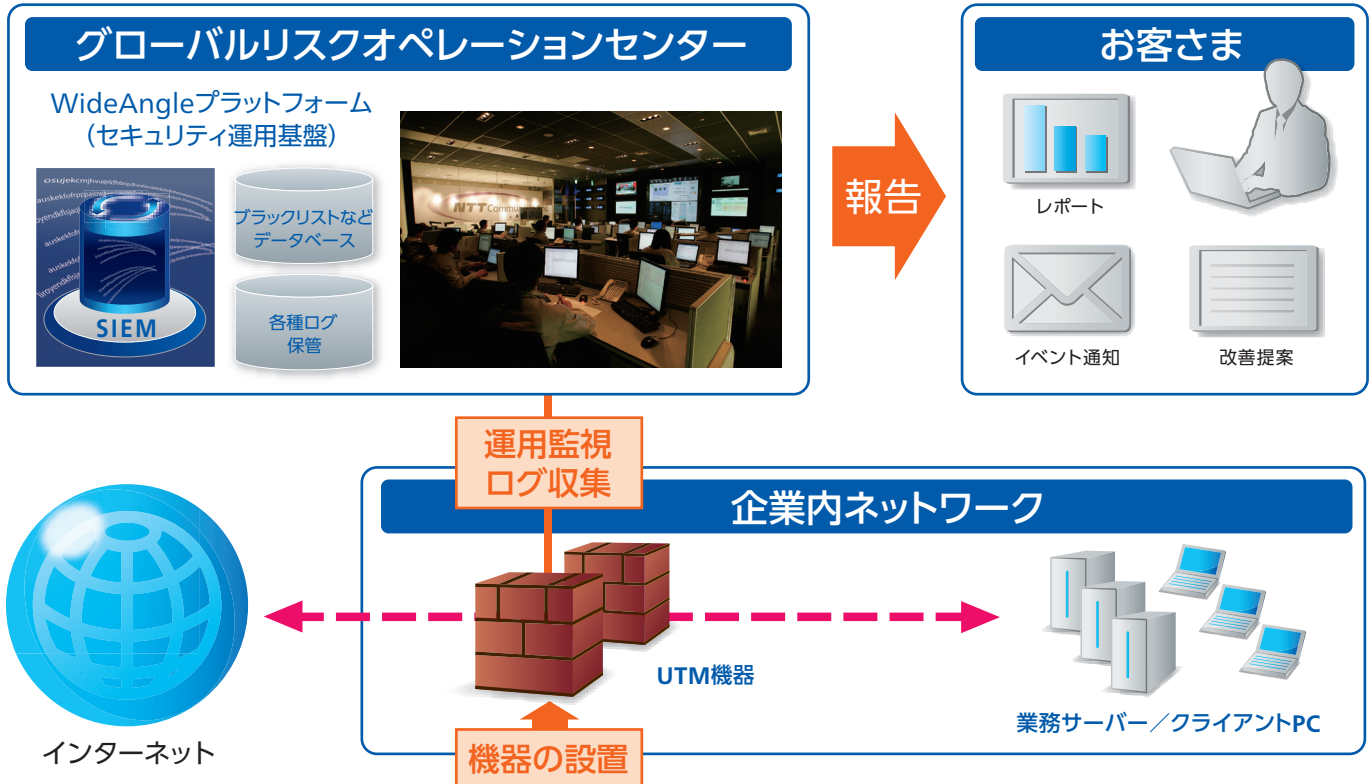 グローバルリスクオペレーションセンター
WideAngleプラットフォーム
（セキュリティ運用基盤）
osujekcmjhvuepn
SIEM
ブラックリストなど
データベース
各種ログ
保管
NTT Communications
報告
お客さま
レポート
イベント通知
改善提案
運用監視
ログ収集
企業内ネットワーク
インターネット
UTM機器
業務サーバー／クライアントPC
機器の設置